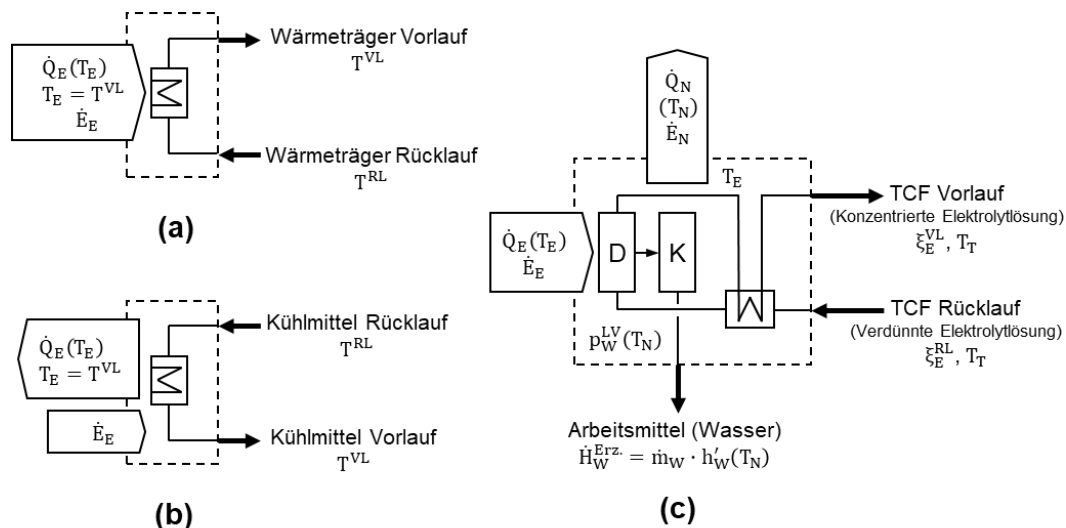 Q̇_E(T_E)
T_E = T^VL
Ė_E
Wärmeträger Vorlauf
T^VL
Wärmeträger Rücklauf
T^RL
(a)
Q̇_E(T_E)
T_E = T^VL
Ė_E
Kühlmittel Rücklauf
T^RL
Kühlmittel Vorlauf
T^VL
(b)
Q̇_N
(T_N)
Ė_N
T_E
Q̇_E(T_E)
Ė_E
D
K
TCF Vorlauf
(Konzentrierte Elektrolytlösung)
ξ_E^VL, T_T
TCF Rücklauf
(Verdünnte Elektrolytlösung)
ξ_E^RL, T_T
p_W^LV(T_N)
Arbeitsmittel (Wasser)
Ḣ_W^Erz. = ṁ_W · h′_W(T_N)
(c)